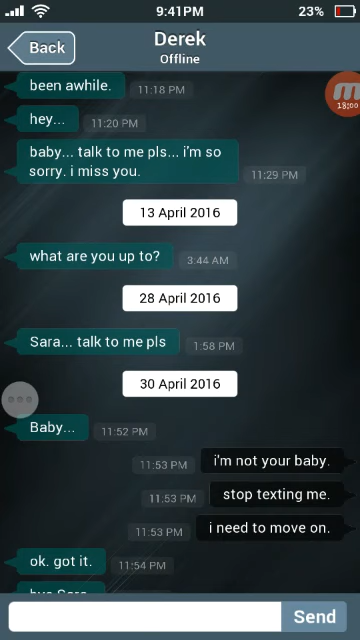 9:41PM
23%
Back
Derek
Offline
been awhile.
11:18 PM
18:00
hey...
11:20 PM
baby... talk to me pls... i'm so
sorry. i miss you.
11:29 PM
13 April 2016
what are you up to?
3:44 AM
28 April 2016
Sara... talk to me pls
1:58 PM
30 April 2016
Baby...
11:52 PM
i'm not your baby.
11:53 PM
stop texting me.
11:53 PM
i need to move on.
11:53 PM
ok. got it.
11:54 PM
Send